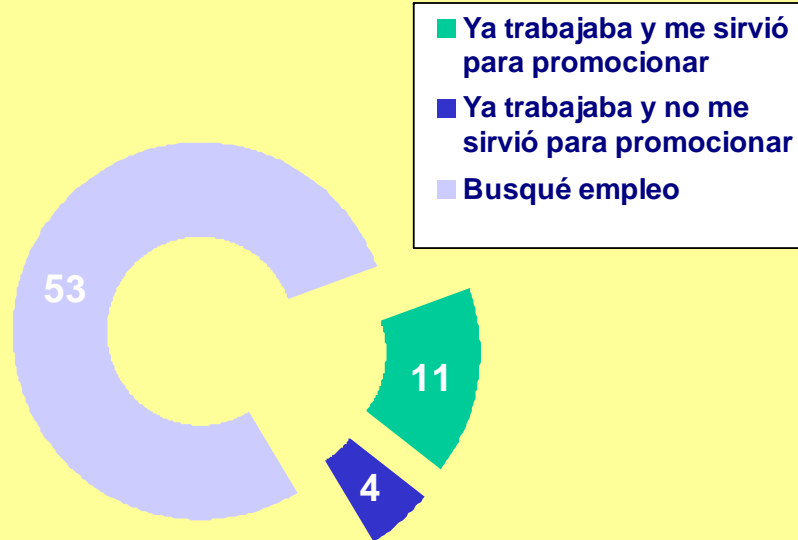 Ya trabajaba y me sirvió
para promocionar
Ya trabajaba y no me
sirvió para promocionar
Busqué empleo
53
11
4